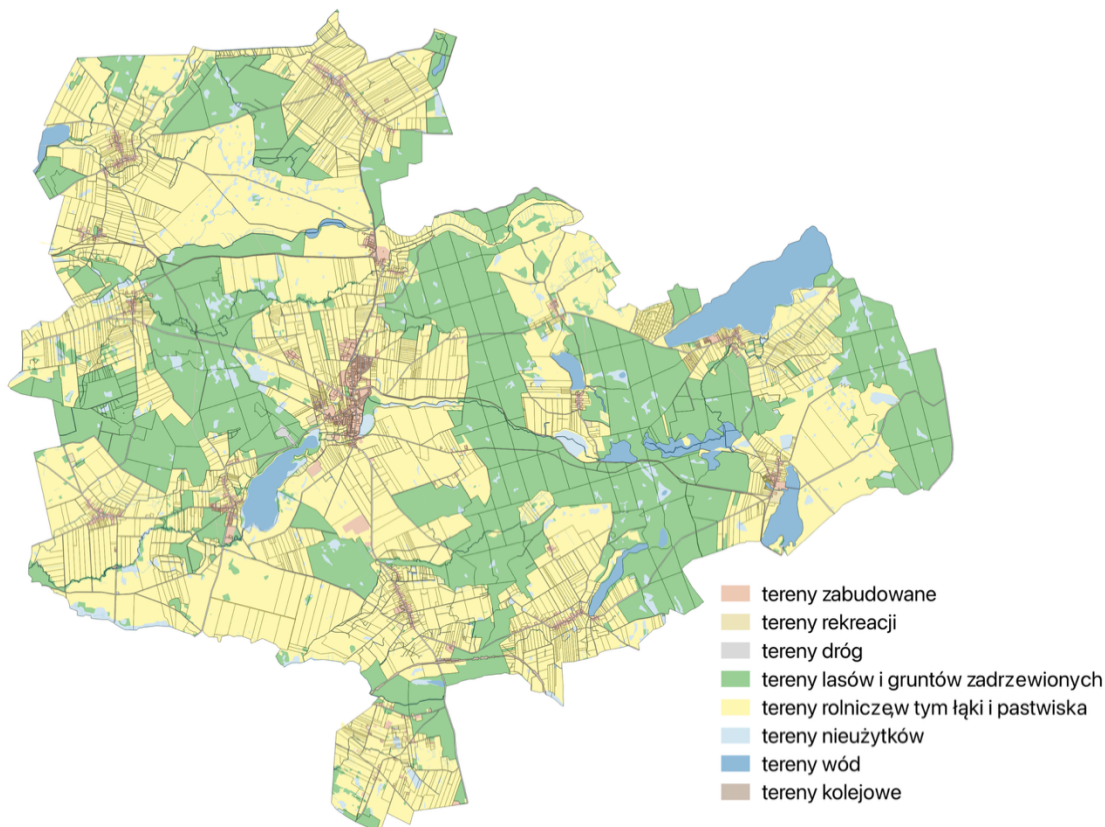 tereny zabudowane
tereny rekreacji
tereny dróg
tereny lasów i gruntów zadrzewionych
tereny rolnicze,w tym łąki i pastwiska
tereny nieużytków
tereny wód
tereny kolejowe